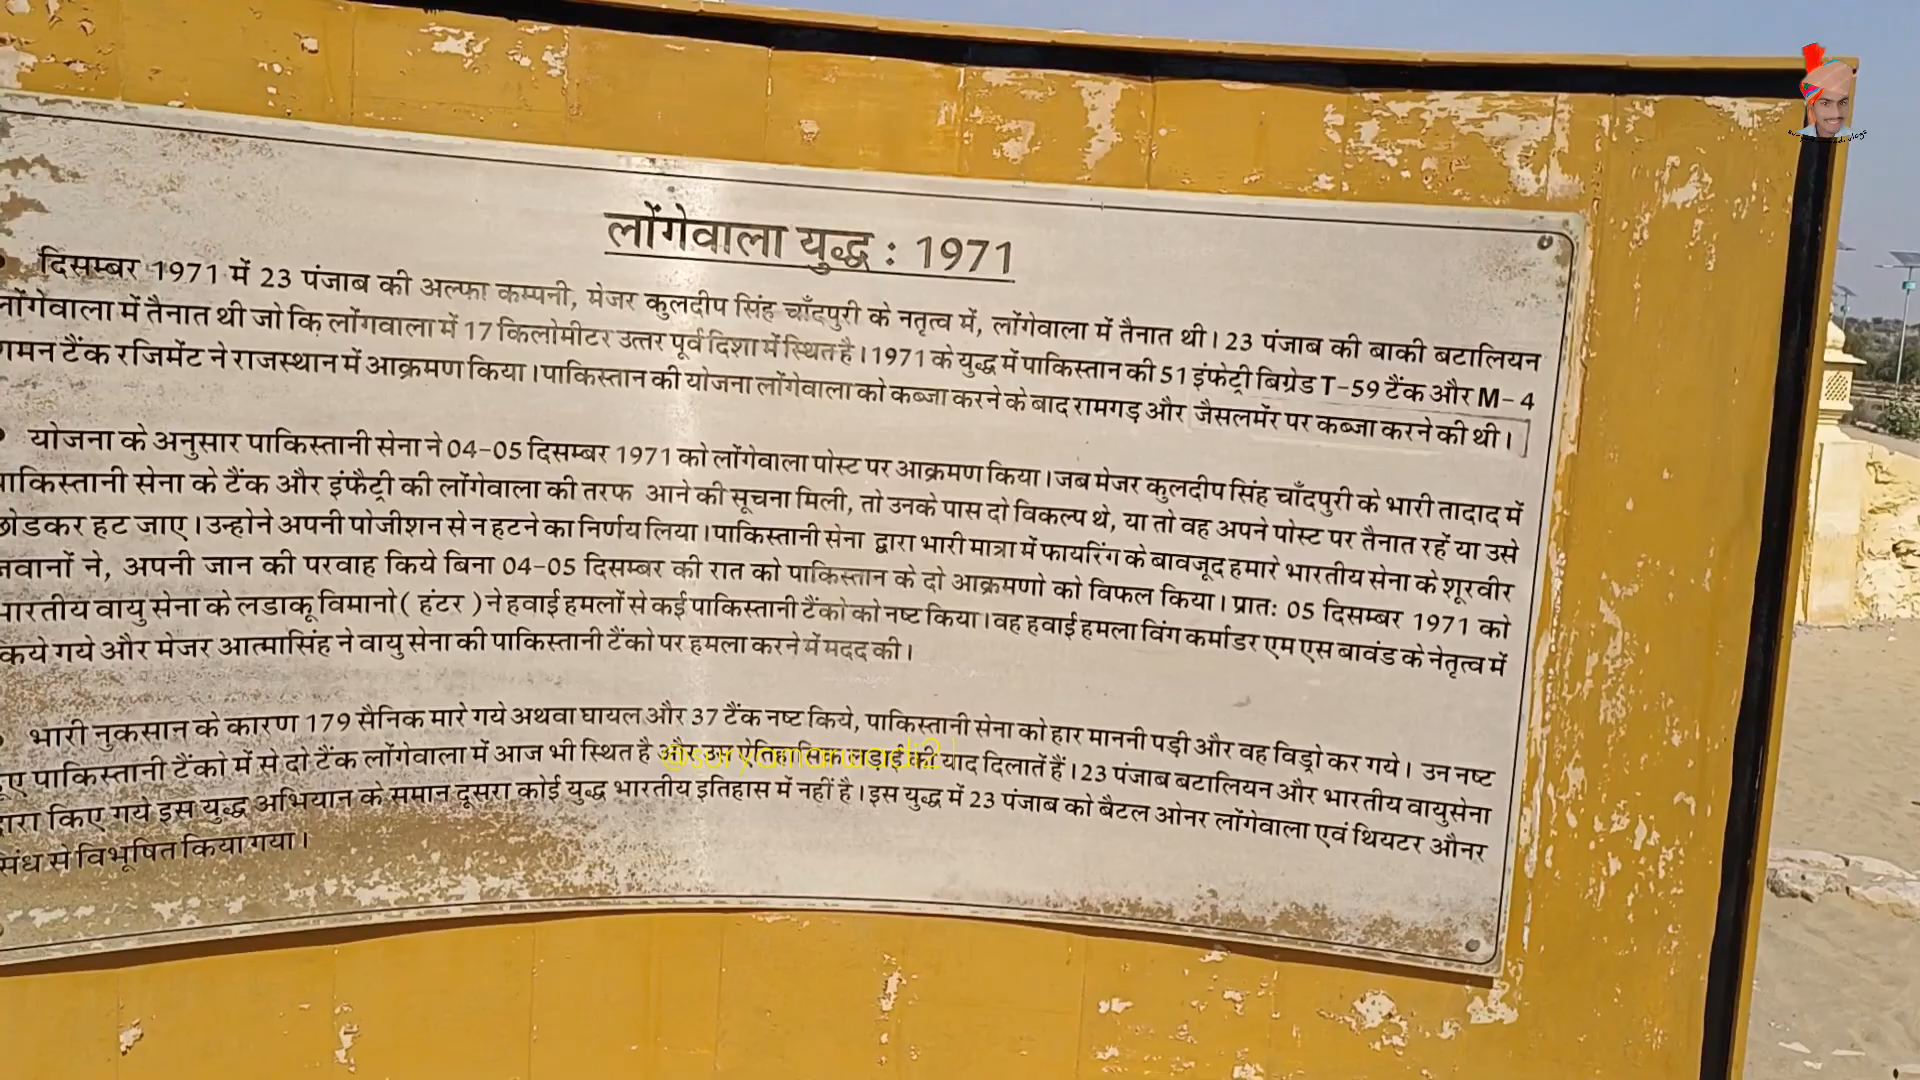 लोंगेवाला युद्ध : 1971
दिसम्बर 1971 में 23 पंजाब की अल्फा कम्पनी, मेजर कुलदीप सिंह चाँदपुरी के नतृत्व में, लोंगेवाला में तैनात थी। 23 पंजाब की बाकी बटालियन
लोंगेवाला में तैनात थी जो कि लोंगवाला में 17 किलोमीटर उत्तर पूर्व दिशा में स्थित है। 1971 के युद्ध में पाकिस्तान की 51 इंफेट्री बिग्रेड T-59 टैंक और M-4
टैंक रजिमेंट ने राजस्थान में आक्रमण किया। पाकिस्तान की योजना लोंगेवाला को कब्जा करने के बाद रामगड़ और जैसलमेंर पर कब्जा करने की थी।
योजना के अनुसार पाकिस्तानी सेना ने 04-05 दिसम्बर 1971 को लोंगेवाला पोस्ट पर आक्रमण किया। जब मेजर कुलदीप सिंह चाँदपुरी के भारी तादाद में
पाकिस्तानी सेना के टैंक और इंफैट्री की लोंगेवाला की तरफ आने की सूचना मिली, तो उनके पास दो विकल्प थे, या तो वह अपने पोस्ट पर तैनात रहें या उसे
छोडकर हट जाए। उन्होने अपनी पोजीशन से न हटने का निर्णय लिया। पाकिस्तानी सेना द्वारा भारी मात्रा में फायरिंग के बावजूद हमारे भारतीय सेना के शूरवीर
जवानों ने, अपनी जान की परवाह किये बिना 04-05 दिसम्बर की रात को पाकिस्तान के दो आक्रमणो को विफल किया। प्रातः 05 दिसम्बर 1971 को
भारतीय वायु सेना के लडाकू विमानो ( हंटर ) ने हवाई हमलों से कई पाकिस्तानी टैंको को नष्ट किया। वह हवाई हमला विंग कर्माडर एम एस बावंड के नेतृत्व में
किये गये और मेजर आत्मासिंह ने वायु सेना की पाकिस्तानी टैंको पर हमला करने में मदद की।
भारी नुकसान के कारण 179 सैनिक मारे गये अथवा घायल और 37 टैंक नष्ट किये, पाकिस्तानी सेना को हार माननी पड़ी और वह विड्रो कर गये। उन नष्ट
हुए पाकिस्तानी टैंको में से दो टैंक लोंगेवाला में आज भी स्थित है और उस ऐतिहासिक लड़ाई की याद दिलातें हैं। 23 पंजाब बटालियन और भारतीय वायुसेना
द्वारा किए गये इस युद्ध अभियान के समान दूसरा कोई युद्ध भारतीय इतिहास में नहीं है। इस युद्ध में 23 पंजाब को बैटल ओनर लोंगेवाला एवं थियटर औनर
से विभूषित किया गया।
@suryamarwadi21